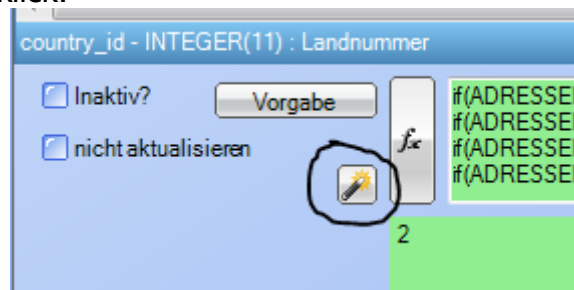 country_id - INTEGER(11) : Landnummer
Inaktiv?
Vorgabe
nicht aktualisieren
fx
if(ADRESSE
if(ADRESSE
if(ADRESSE
if(ADRESSE
2